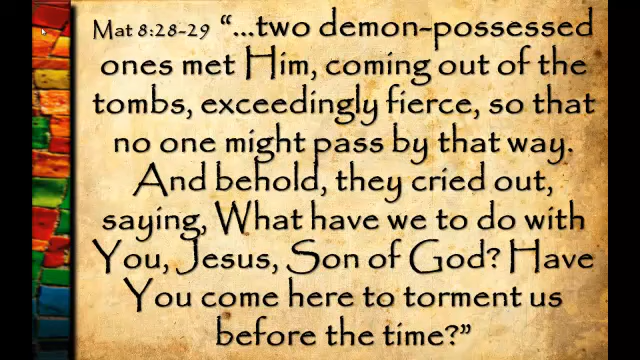 Mat 8:28-29 “...two demon-possessed
ones met Him, coming out of the
tombs, exceedingly fierce, so that
no one might pass by that way.
And behold, they cried out,
saying, What have we to do with
You, Jesus, Son of God? Have
You come here to torment us
before the time?”